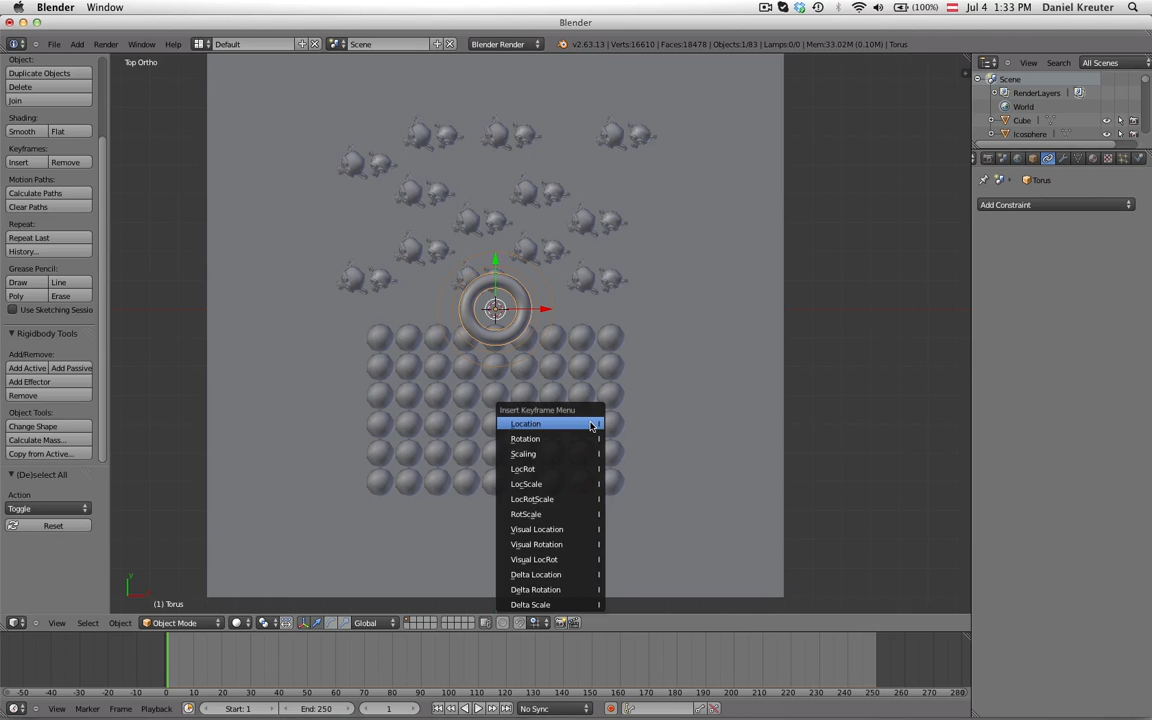 Blender Window (100%) Jul 4 1:33 PM Daniel Kreuter
Blender
File Add Render Window Help Default Scene Blender Render v2.63.13 | Verts:16610 | Faces:18478 | Objects:1/83 | Lamps:0/0 | Mem:33.02M (0.10M) | Torus View Search All Scenes
Object:
Duplicate Objects
Delete
Join
Shading:
Smooth Flat
Keyframes:
Insert Remove
Motion Paths:
Calculate Paths
Clear Paths
Repeat:
Repeat Last
History...
Grease Pencil:
Draw Line
Poly Erase
Use Sketching Sessio
Rigidbody Tools
Add/Remove:
Add Active Add Passive
Add Effector
Remove
Object Tools:
Change Shape
Calculate Mass...
Copy from Active...
(De)select All
Action
Toggle
Reset
Top Ortho
Insert Keyframe Menu
Location I
Rotation I
Scaling I
LocRot I
LocScale I
LocRotScale I
RotScale I
Visual Location I
Visual Rotation I
Visual LocRot I
Delta Location I
Delta Rotation I
Delta Scale I
Y
(1) Torus
Scene
RenderLayers
World
Cube
Icosphere
Torus
Add Constraint
View Select Object Object Mode Global
-50 -40 -30 -20 -10 0 10 20 30 40 50 60 70 80 90 100 110 120 130 140 150 160 170 180 190 200 210 220 230 240 250 260 270 280
View Marker Frame Playback Start: 1 End: 250 1 No Sync